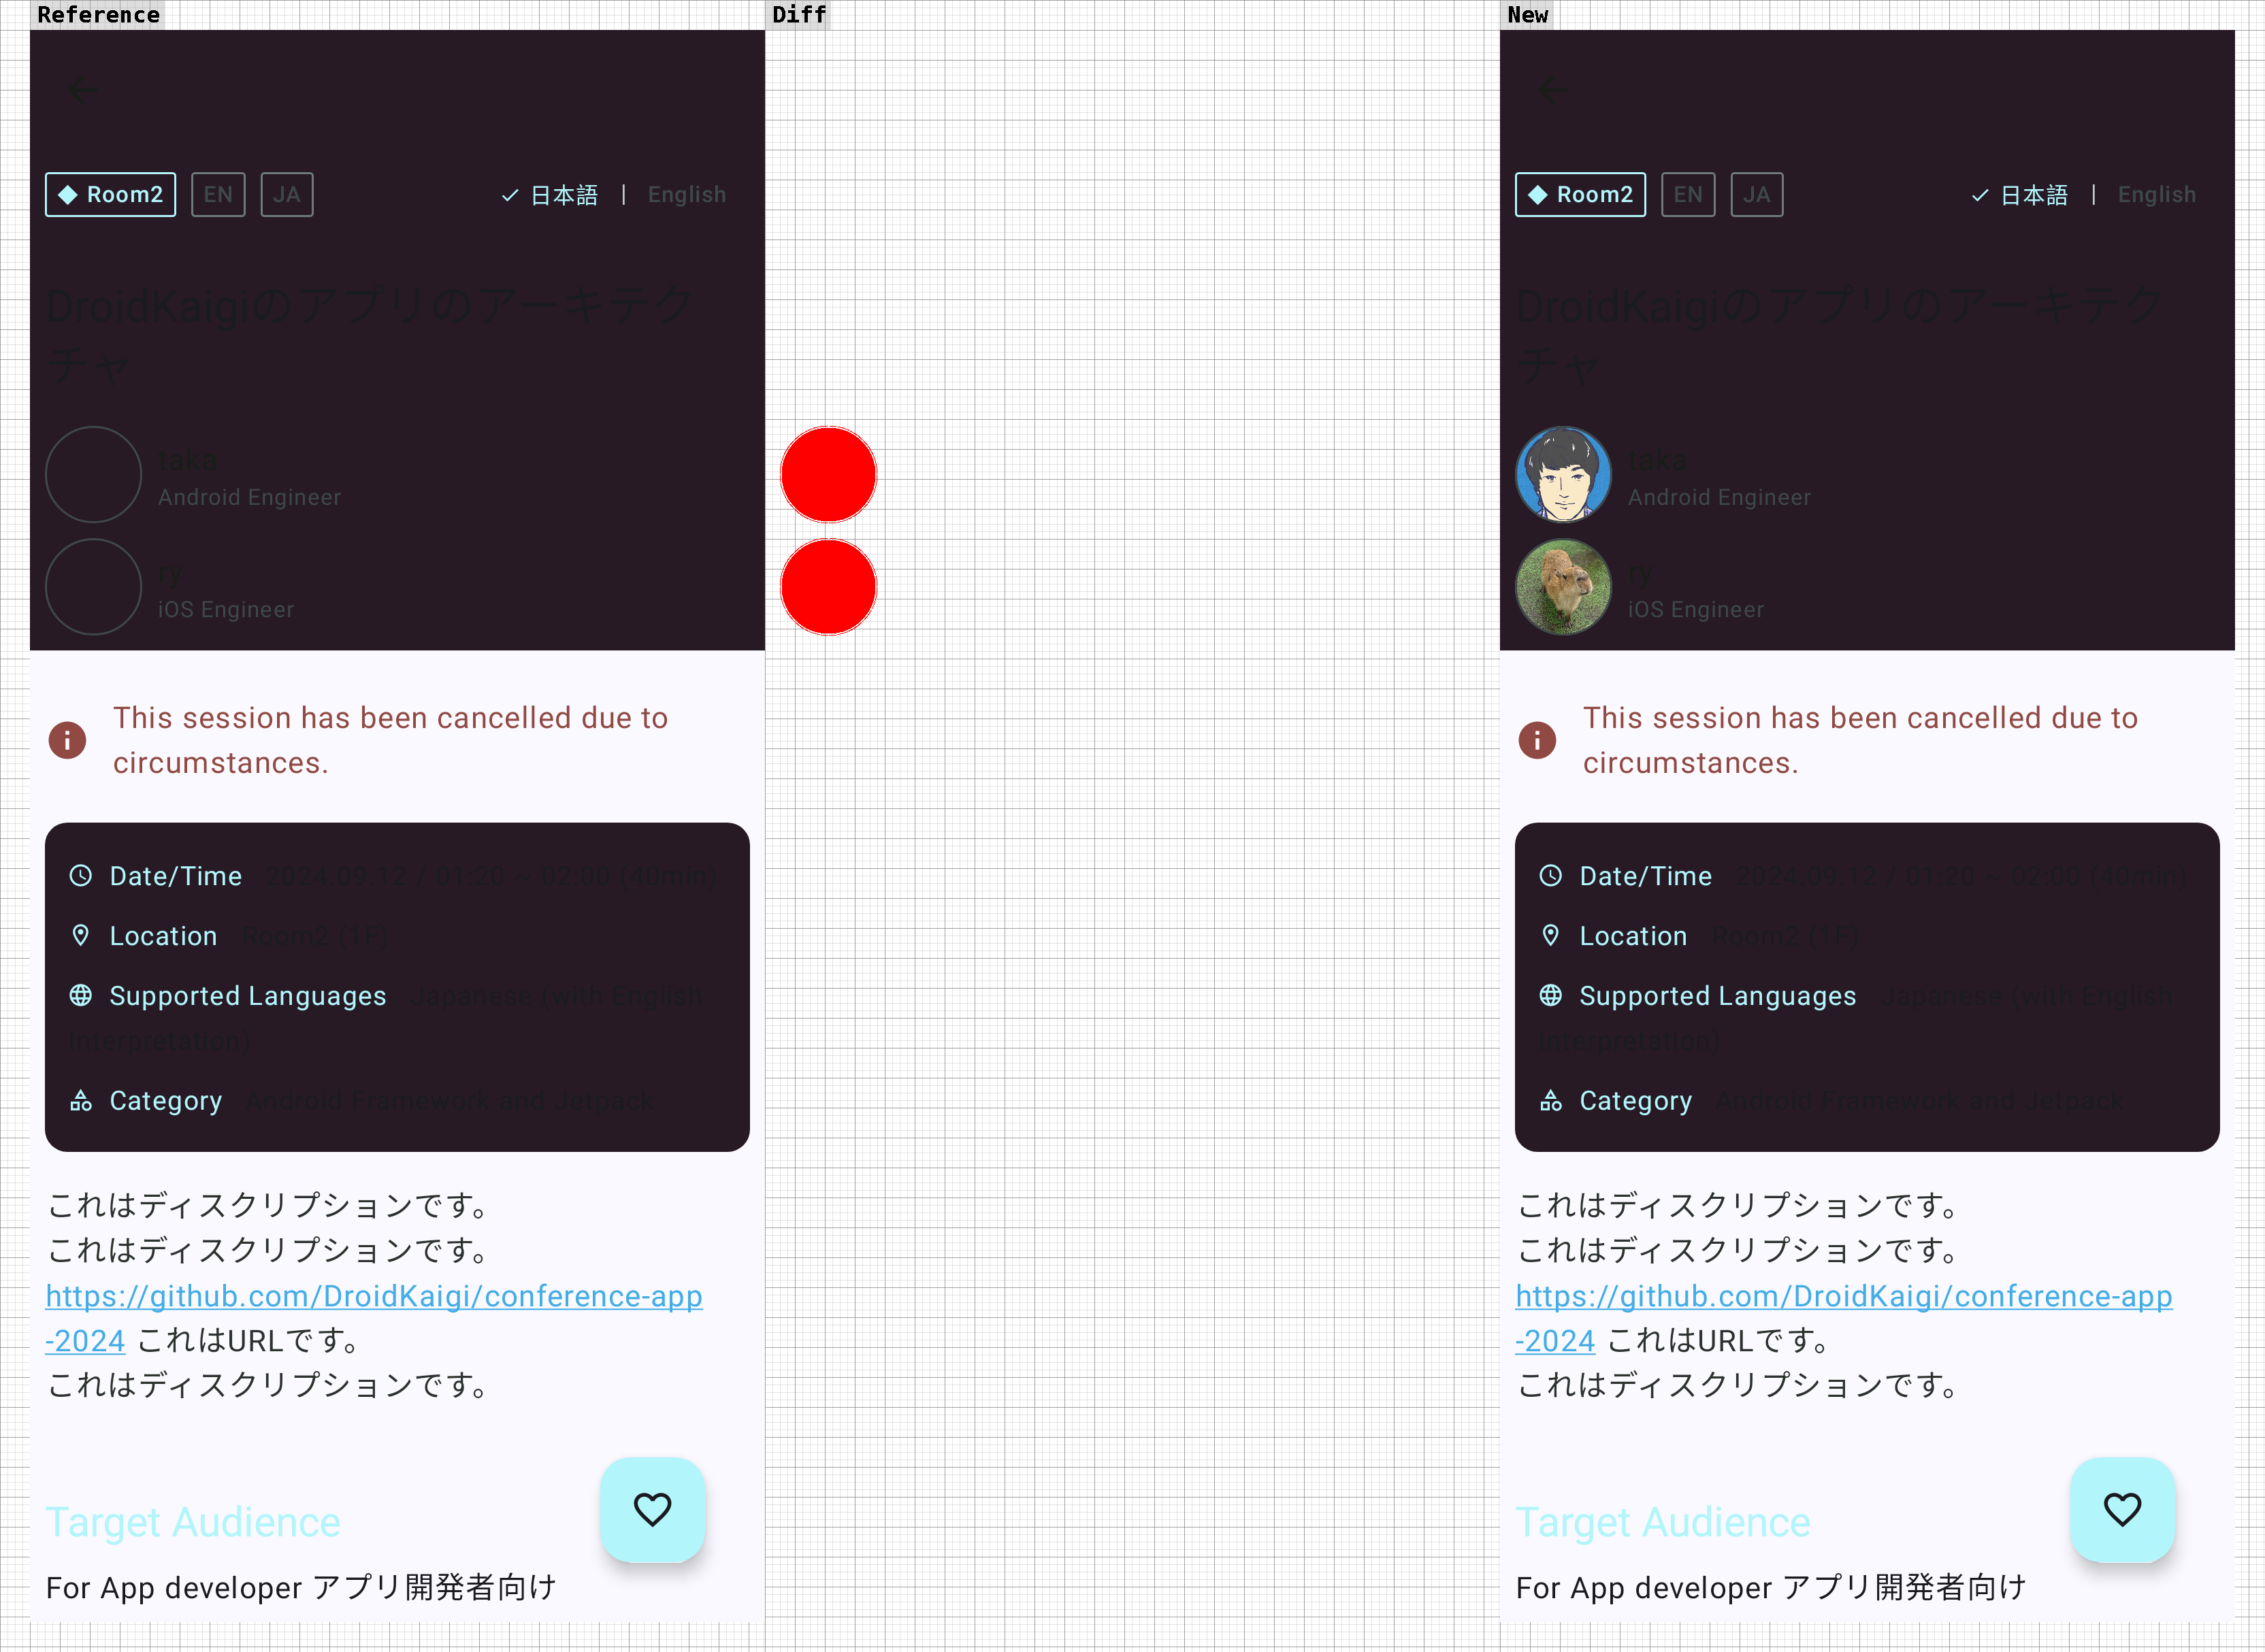 Reference
Diff
New
Room2 EN JA 日本語 | English
DroidKaigiのアプリのアーキテク
チャ
taka
Android Engineer
ry
iOS Engineer
This session has been cancelled due to
circumstances.
Date/Time 2024.09.12 / 01:20 ~ 02:00 (40min)
Location Room2 (1F)
Supported Languages Japanese (with English
Interpretation)
Category Android Framework and Jetpack
これはディスクリプションです。
これはディスクリプションです。
https://github.com/DroidKaigi/conference-app
-2024 これはURLです。
これはディスクリプションです。
Target Audience
For App developer アプリ開発者向け
Room2 EN JA 日本語 | English
DroidKaigiのアプリのアーキテク
チャ
taka
Android Engineer
ry
iOS Engineer
This session has been cancelled due to
circumstances.
Date/Time 2024.09.12 / 01:20 ~ 02:00 (40min)
Location Room2 (1F)
Supported Languages Japanese (with English
Interpretation)
Category Android Framework and Jetpack
これはディスクリプションです。
これはディスクリプションです。
https://github.com/DroidKaigi/conference-app
-2024 これはURLです。
これはディスクリプションです。
Target Audience
For App developer アプリ開発者向け